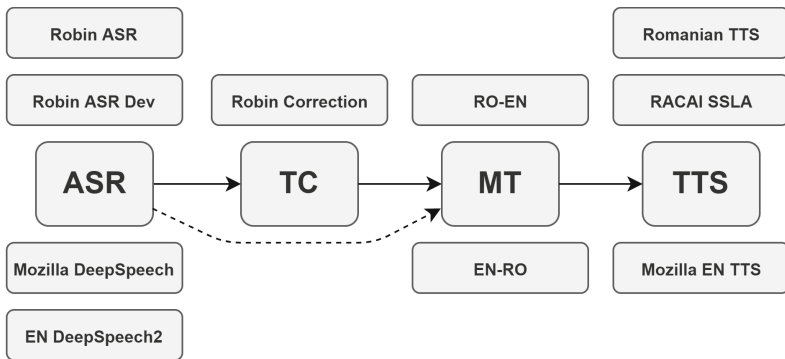 Robin ASR
Romanian TTS
Robin ASR Dev
Robin Correction
RO-EN
RACAI SSLA
ASR
TC
MT
TTS
Mozilla DeepSpeech
EN-RO
Mozilla EN TTS
EN DeepSpeech2